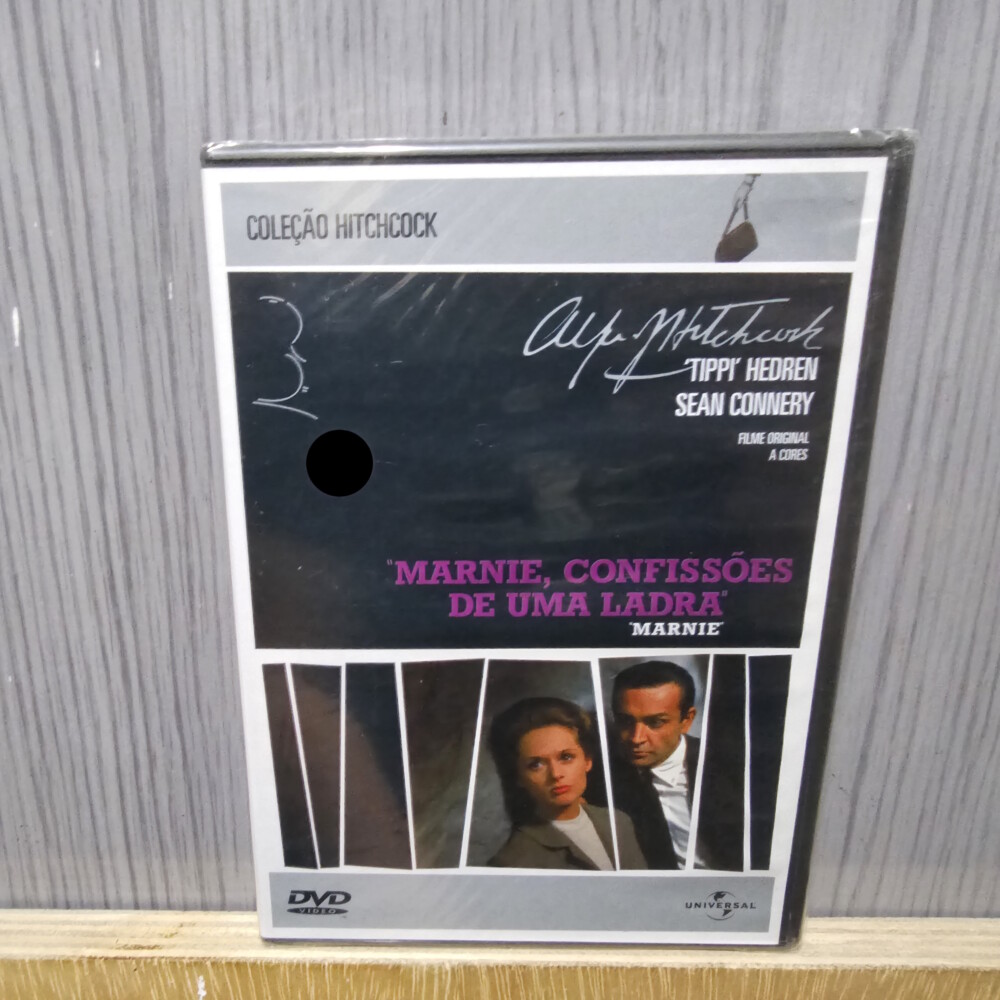 COLEÇÃO HITCHCOCK
Alfred Hitchcock
'TIPPI' HEDREN
SEAN CONNERY
FILME ORIGINAL
A CORES
"MARNIE, CONFISSÕES
DE UMA LADRA"
"MARNIE"
DVD
VIDEO
UNIVERSAL